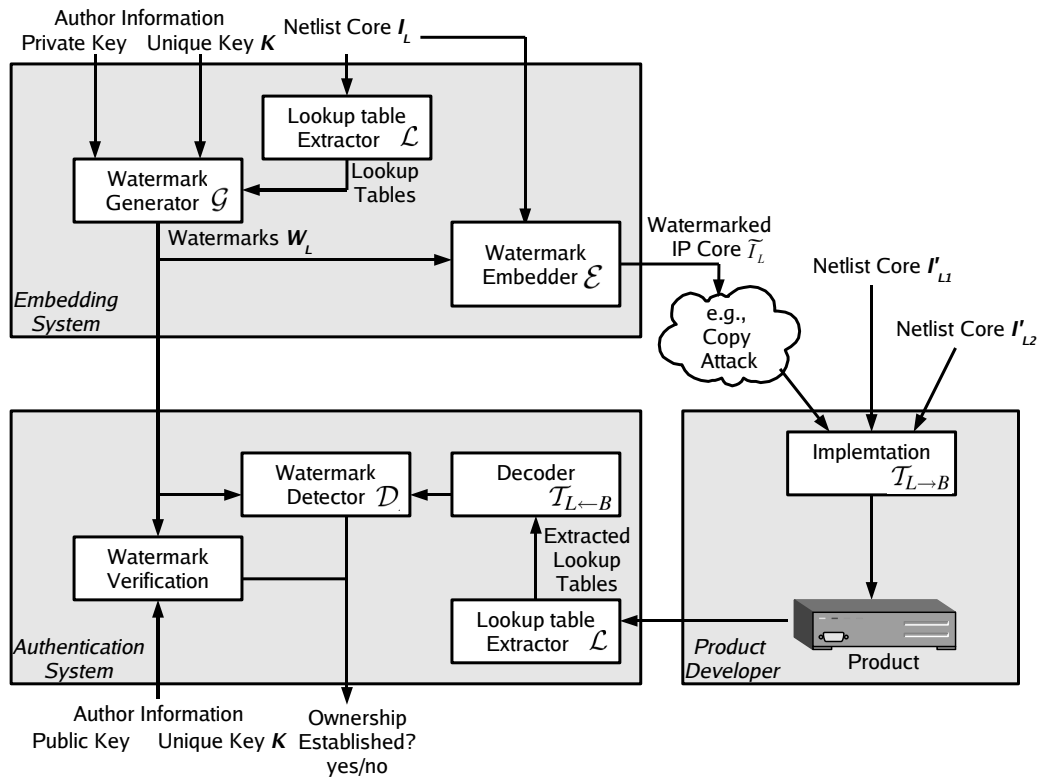 Author Information
Private Key Unique Key K
Netlist Core I_L
Lookup table
Extractor ℒ
Lookup
Tables
Watermark
Generator 𝒢
Watermarks W_L
Watermark
Embedder ℰ
Embedding
System
Watermarked
IP Core Ĩ_L
e.g.,
Copy
Attack
Netlist Core I'_L1
Netlist Core I'_L2
Implemtation
𝒯_L→B
Product
Product
Developer
Watermark
Detector 𝒟
Decoder
𝒯_L←B
Extracted
Lookup
Tables
Lookup table
Extractor ℒ
Watermark
Verification
Authentication
System
Author Information
Public Key Unique Key K
Ownership
Established?
yes/no